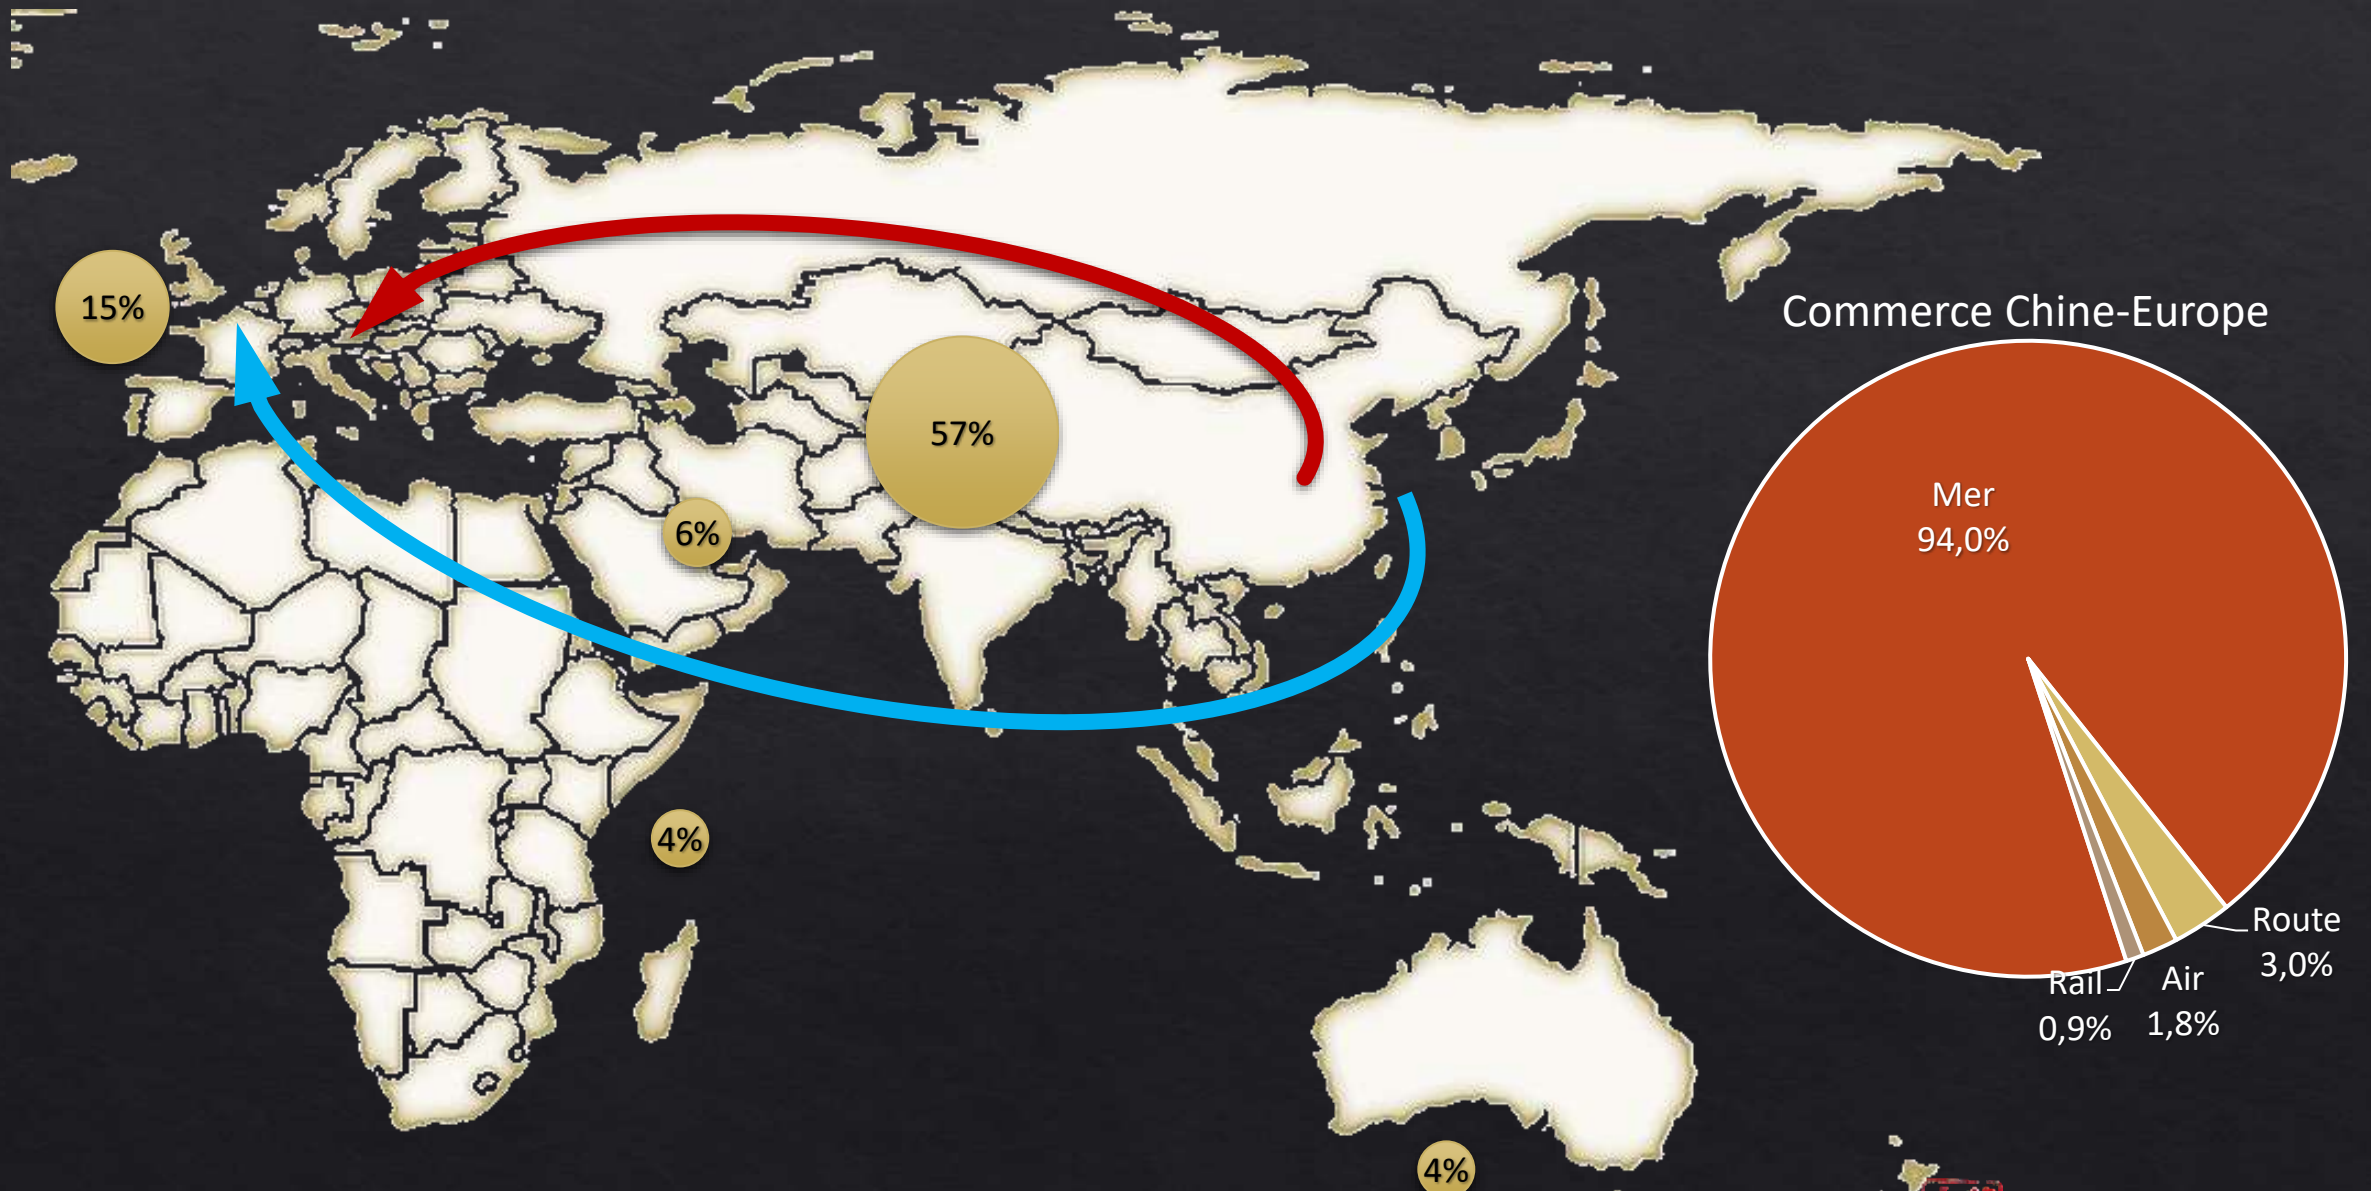 15%
57%
6%
4%
4%
Commerce Chine-Europe
Mer
94,0%
Route
3,0%
Air
1,8%
Rail
0,9%